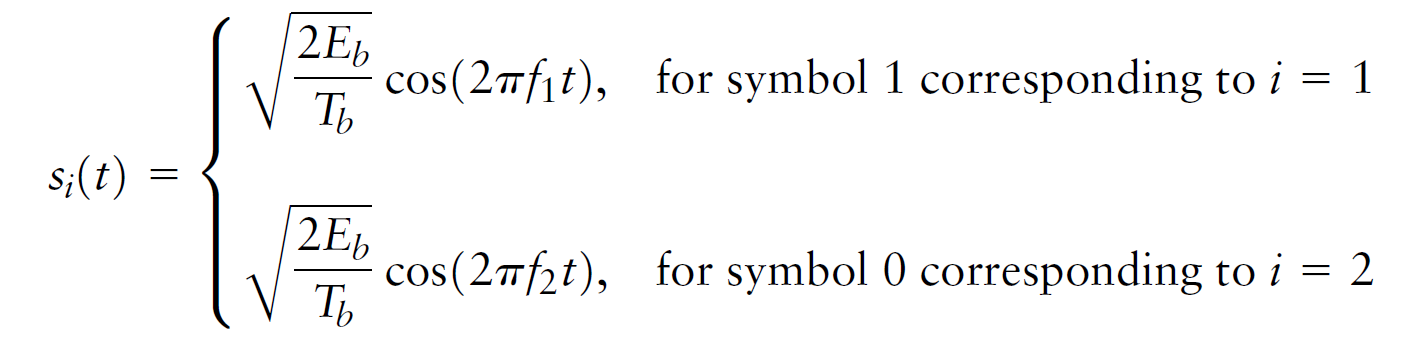 s_i(t) = { √(2E_b/T_b) cos(2πf_1t), for symbol 1 corresponding to i = 1
√(2E_b/T_b) cos(2πf_2t), for symbol 0 corresponding to i = 2